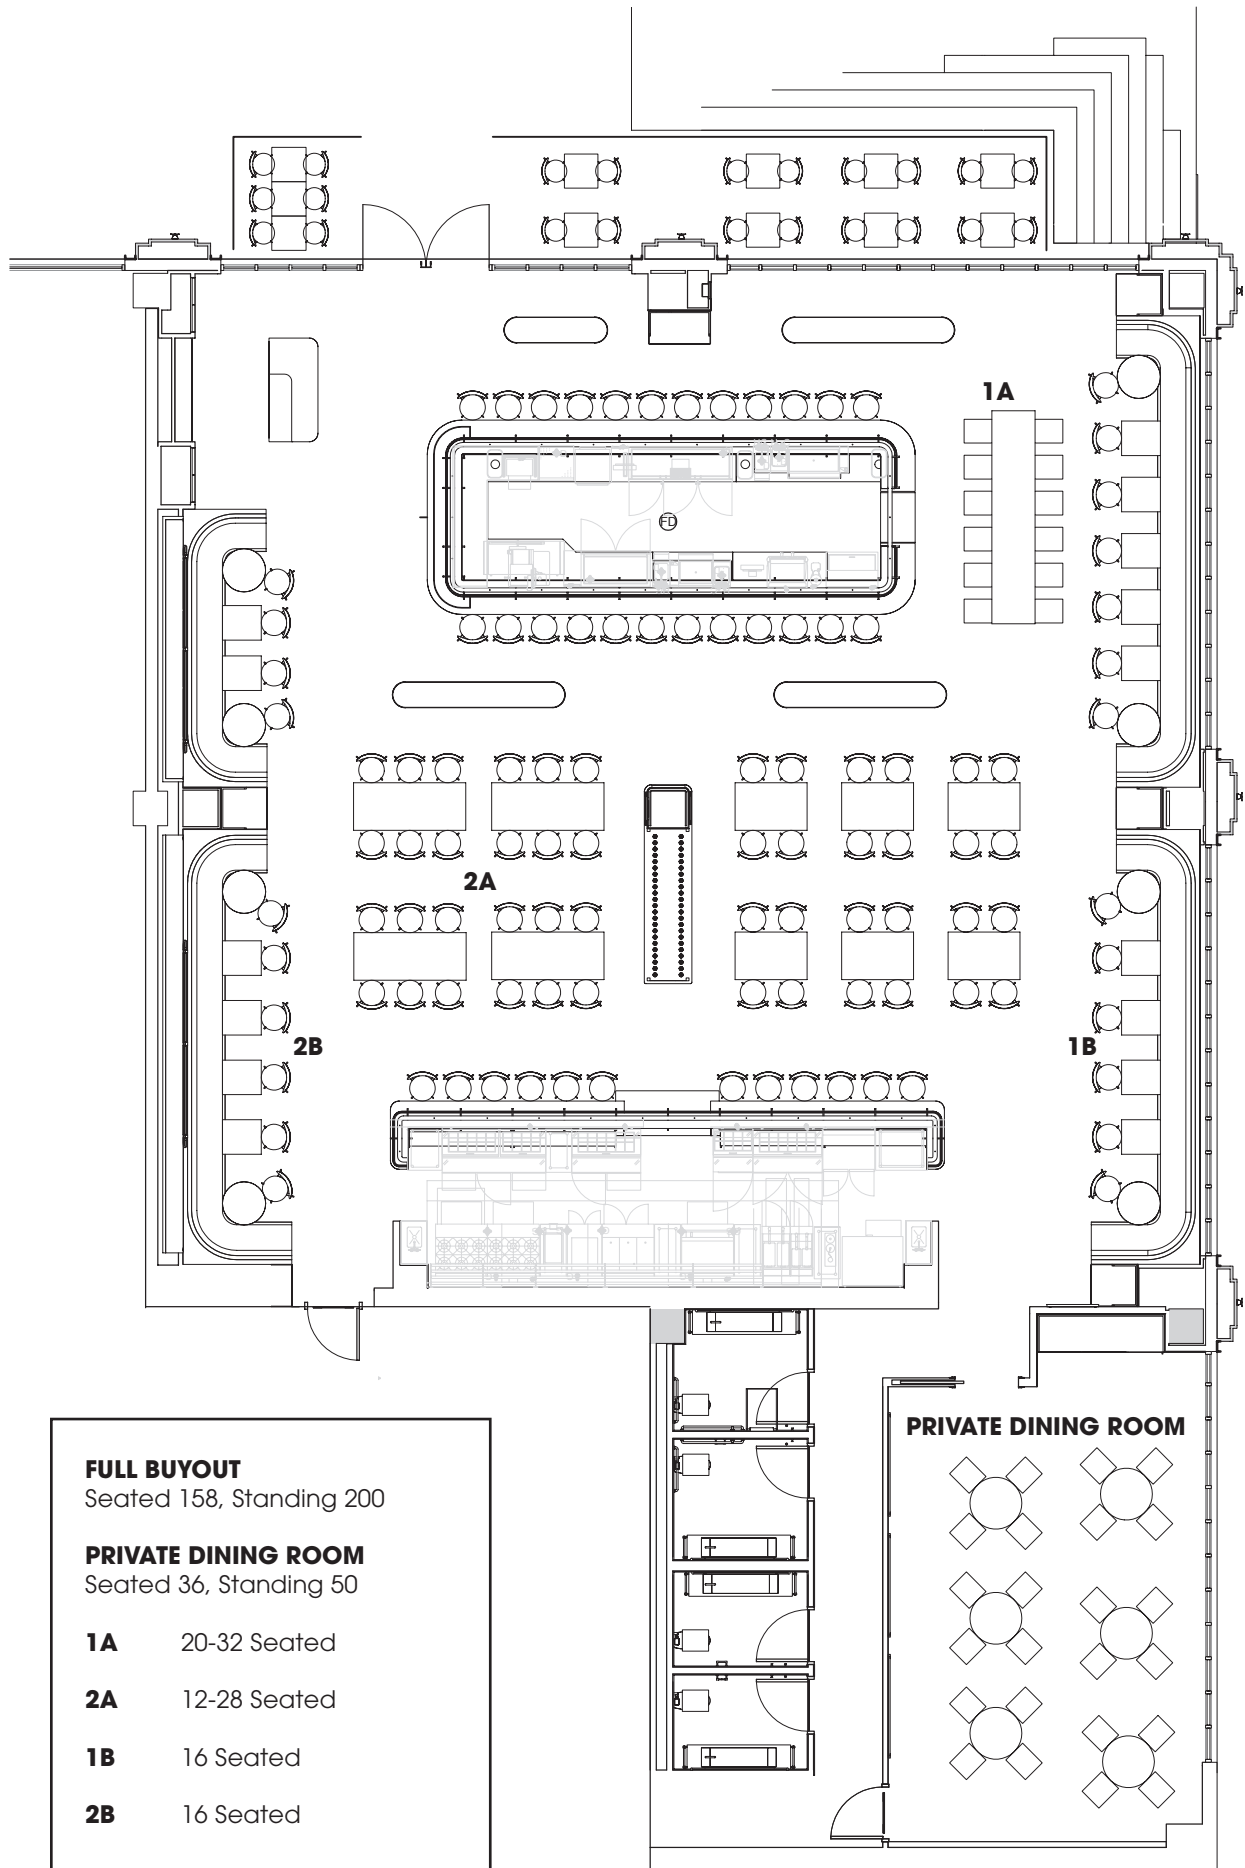 1A
FD
2A
2B
1B
PRIVATE DINING ROOM
FULL BUYOUT
Seated 158, Standing 200
PRIVATE DINING ROOM
Seated 36, Standing 50
1A 20-32 Seated
2A 12-28 Seated
1B 16 Seated
2B 16 Seated